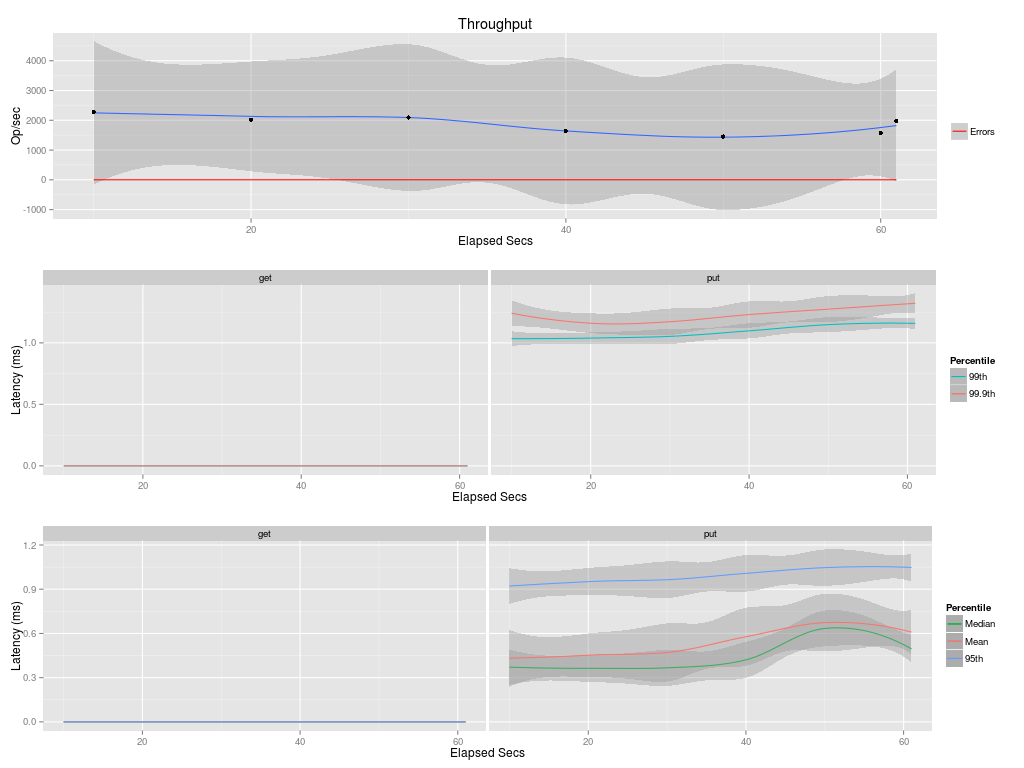 Throughput
Op/sec
4000
3000
2000
1000
0
-1000
20 40 60
Elapsed Secs
Errors
get put
Latency (ms)
1.0
0.5
0.0
20 40 60 20 40 60
Elapsed Secs
Percentile
99th
99.9th
get put
Latency (ms)
1.2
0.9
0.6
0.3
0.0
20 40 60 20 40 60
Elapsed Secs
Percentile
Median
Mean
95th